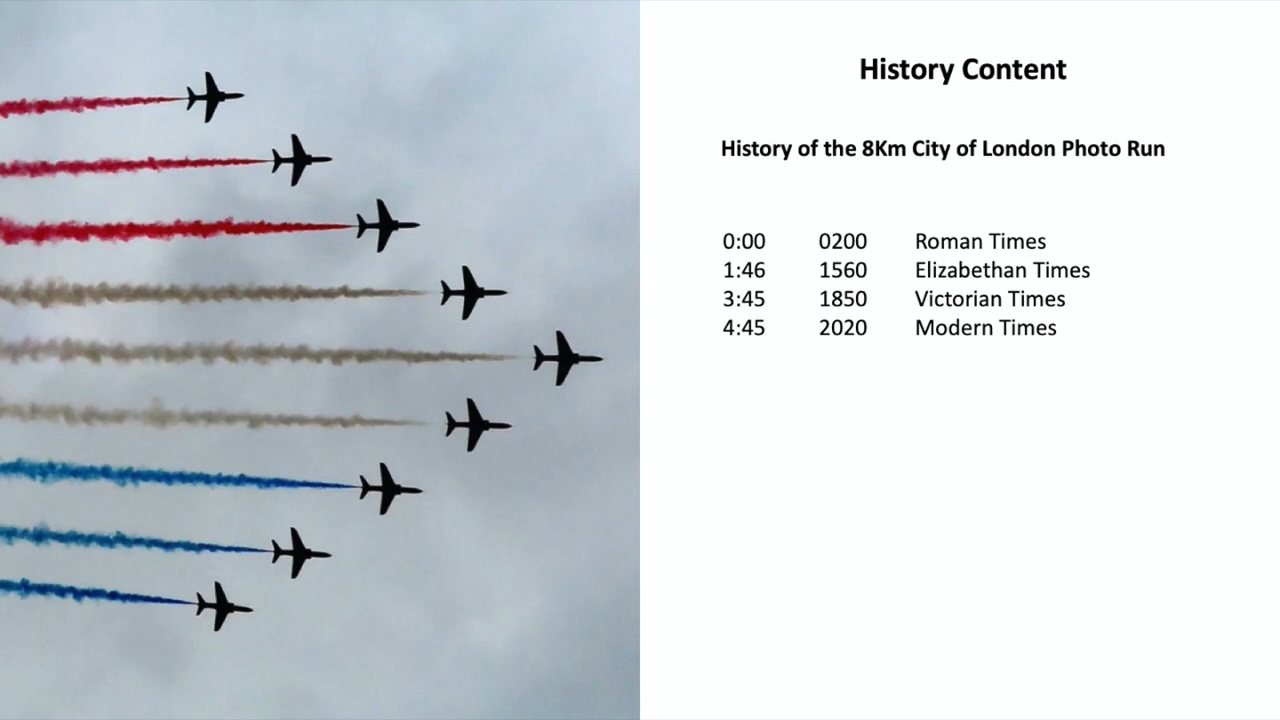 History Content
History of the 8Km City of London Photo Run
0:00 0200 Roman Times
1:46 1560 Elizabethan Times
3:45 1850 Victorian Times
4:45 2020 Modern Times